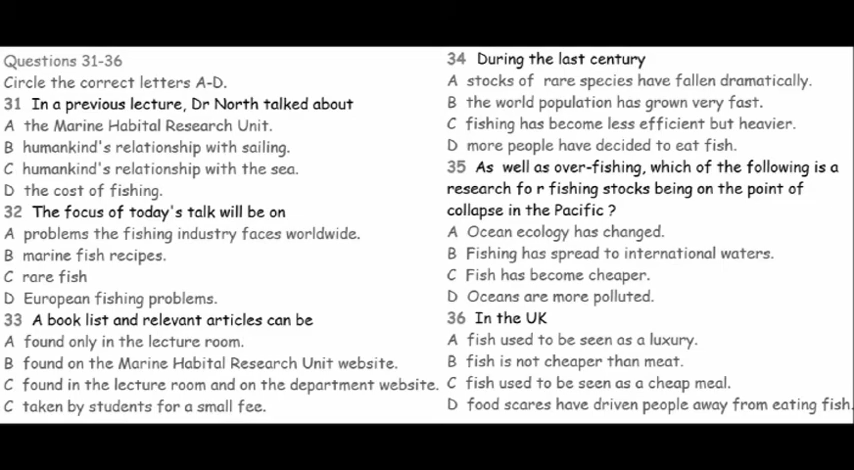 Questions 31-36
Circle the correct letters A-D.
31 In a previous lecture, Dr North talked about
A the Marine Habital Research Unit.
B humankind's relationship with sailing.
C humankind's relationship with the sea.
D the cost of fishing.
32 The focus of today's talk will be on
A problems the fishing industry faces worldwide.
B marine fish recipes.
C rare fish
D European fishing problems.
33 A book list and relevant articles can be
A found only in the lecture room.
B found on the Marine Habital Research Unit website.
C found in the lecture room and on the department website.
C taken by students for a small fee.
34 During the last century
A stocks of rare species have fallen dramatically.
B the world population has grown very fast.
C fishing has become less efficient but heavier.
D more people have decided to eat fish.
35 As well as over-fishing, which of the following is a
research fo r fishing stocks being on the point of
collapse in the Pacific ?
A Ocean ecology has changed.
B Fishing has spread to international waters.
C Fish has become cheaper.
D Oceans are more polluted.
36 In the UK
A fish used to be seen as a luxury.
B fish is not cheaper than meat.
C fish used to be seen as a cheap meal.
D food scares have driven people away from eating fish.